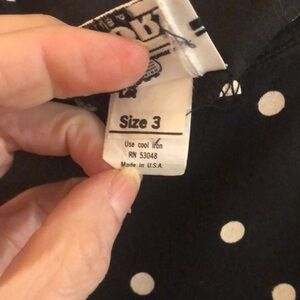 Size 3
Use cool iron
RN 53048
Made in U.S.A.